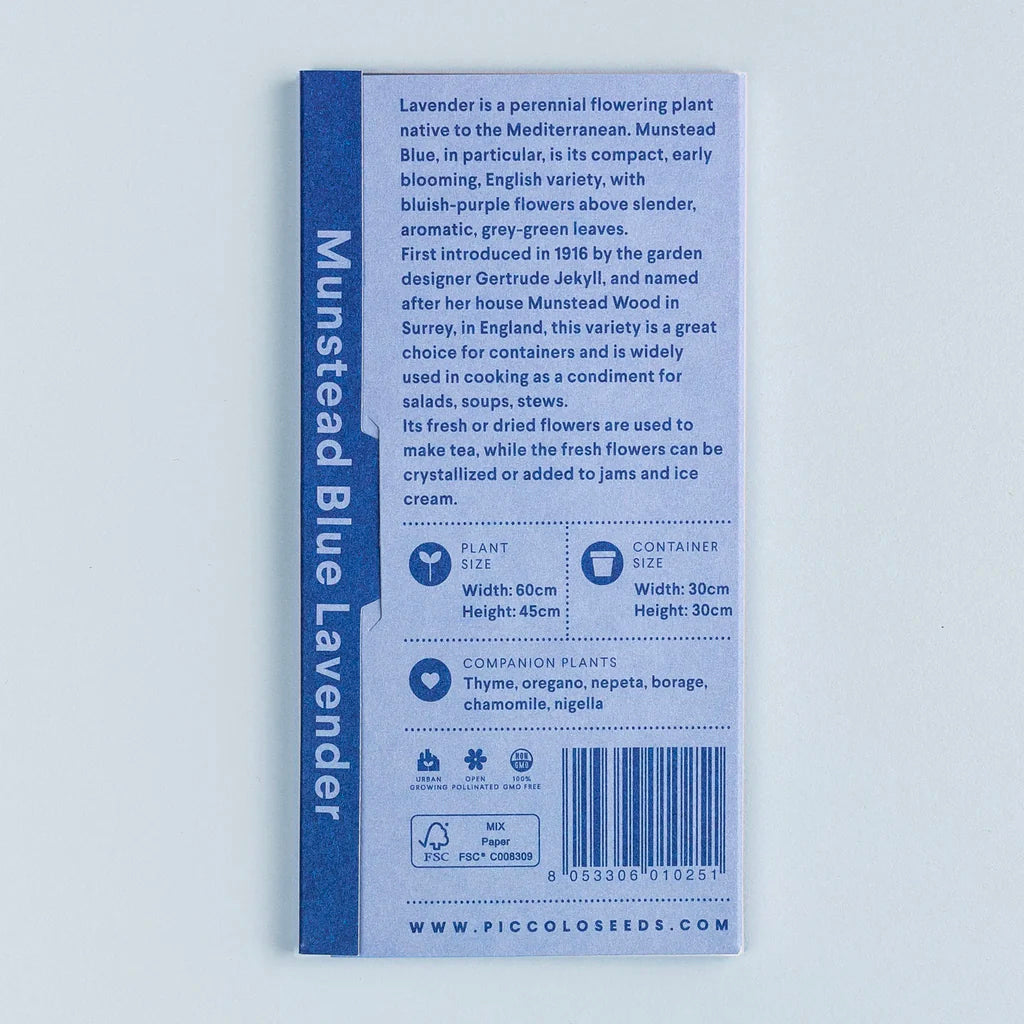 Munstead Blue Lavender
Lavender is a perennial flowering plant
native to the Mediterranean. Munstead
Blue, in particular, is its compact, early
blooming, English variety, with
bluish-purple flowers above slender,
aromatic, grey-green leaves.
First introduced in 1916 by the garden
designer Gertrude Jekyll, and named
after her house Munstead Wood in
Surrey, in England, this variety is a great
choice for containers and is widely
used in cooking as a condiment for
salads, soups, stews.
Its fresh or dried flowers are used to
make tea, while the fresh flowers can be
crystallized or added to jams and ice
cream.
PLANT
SIZE
Width: 60cm
Height: 45cm
CONTAINER
SIZE
Width: 30cm
Height: 30cm
COMPANION PLANTS
Thyme, oregano, nepeta, borage,
chamomile, nigella
URBAN
GROWING
OPEN
POLLINATED
NON
GMO
100%
GMO FREE
FSC
MIX
Paper
FSC® C008309
8 053306 010251
WWW.PICCOLOSEEDS.COM